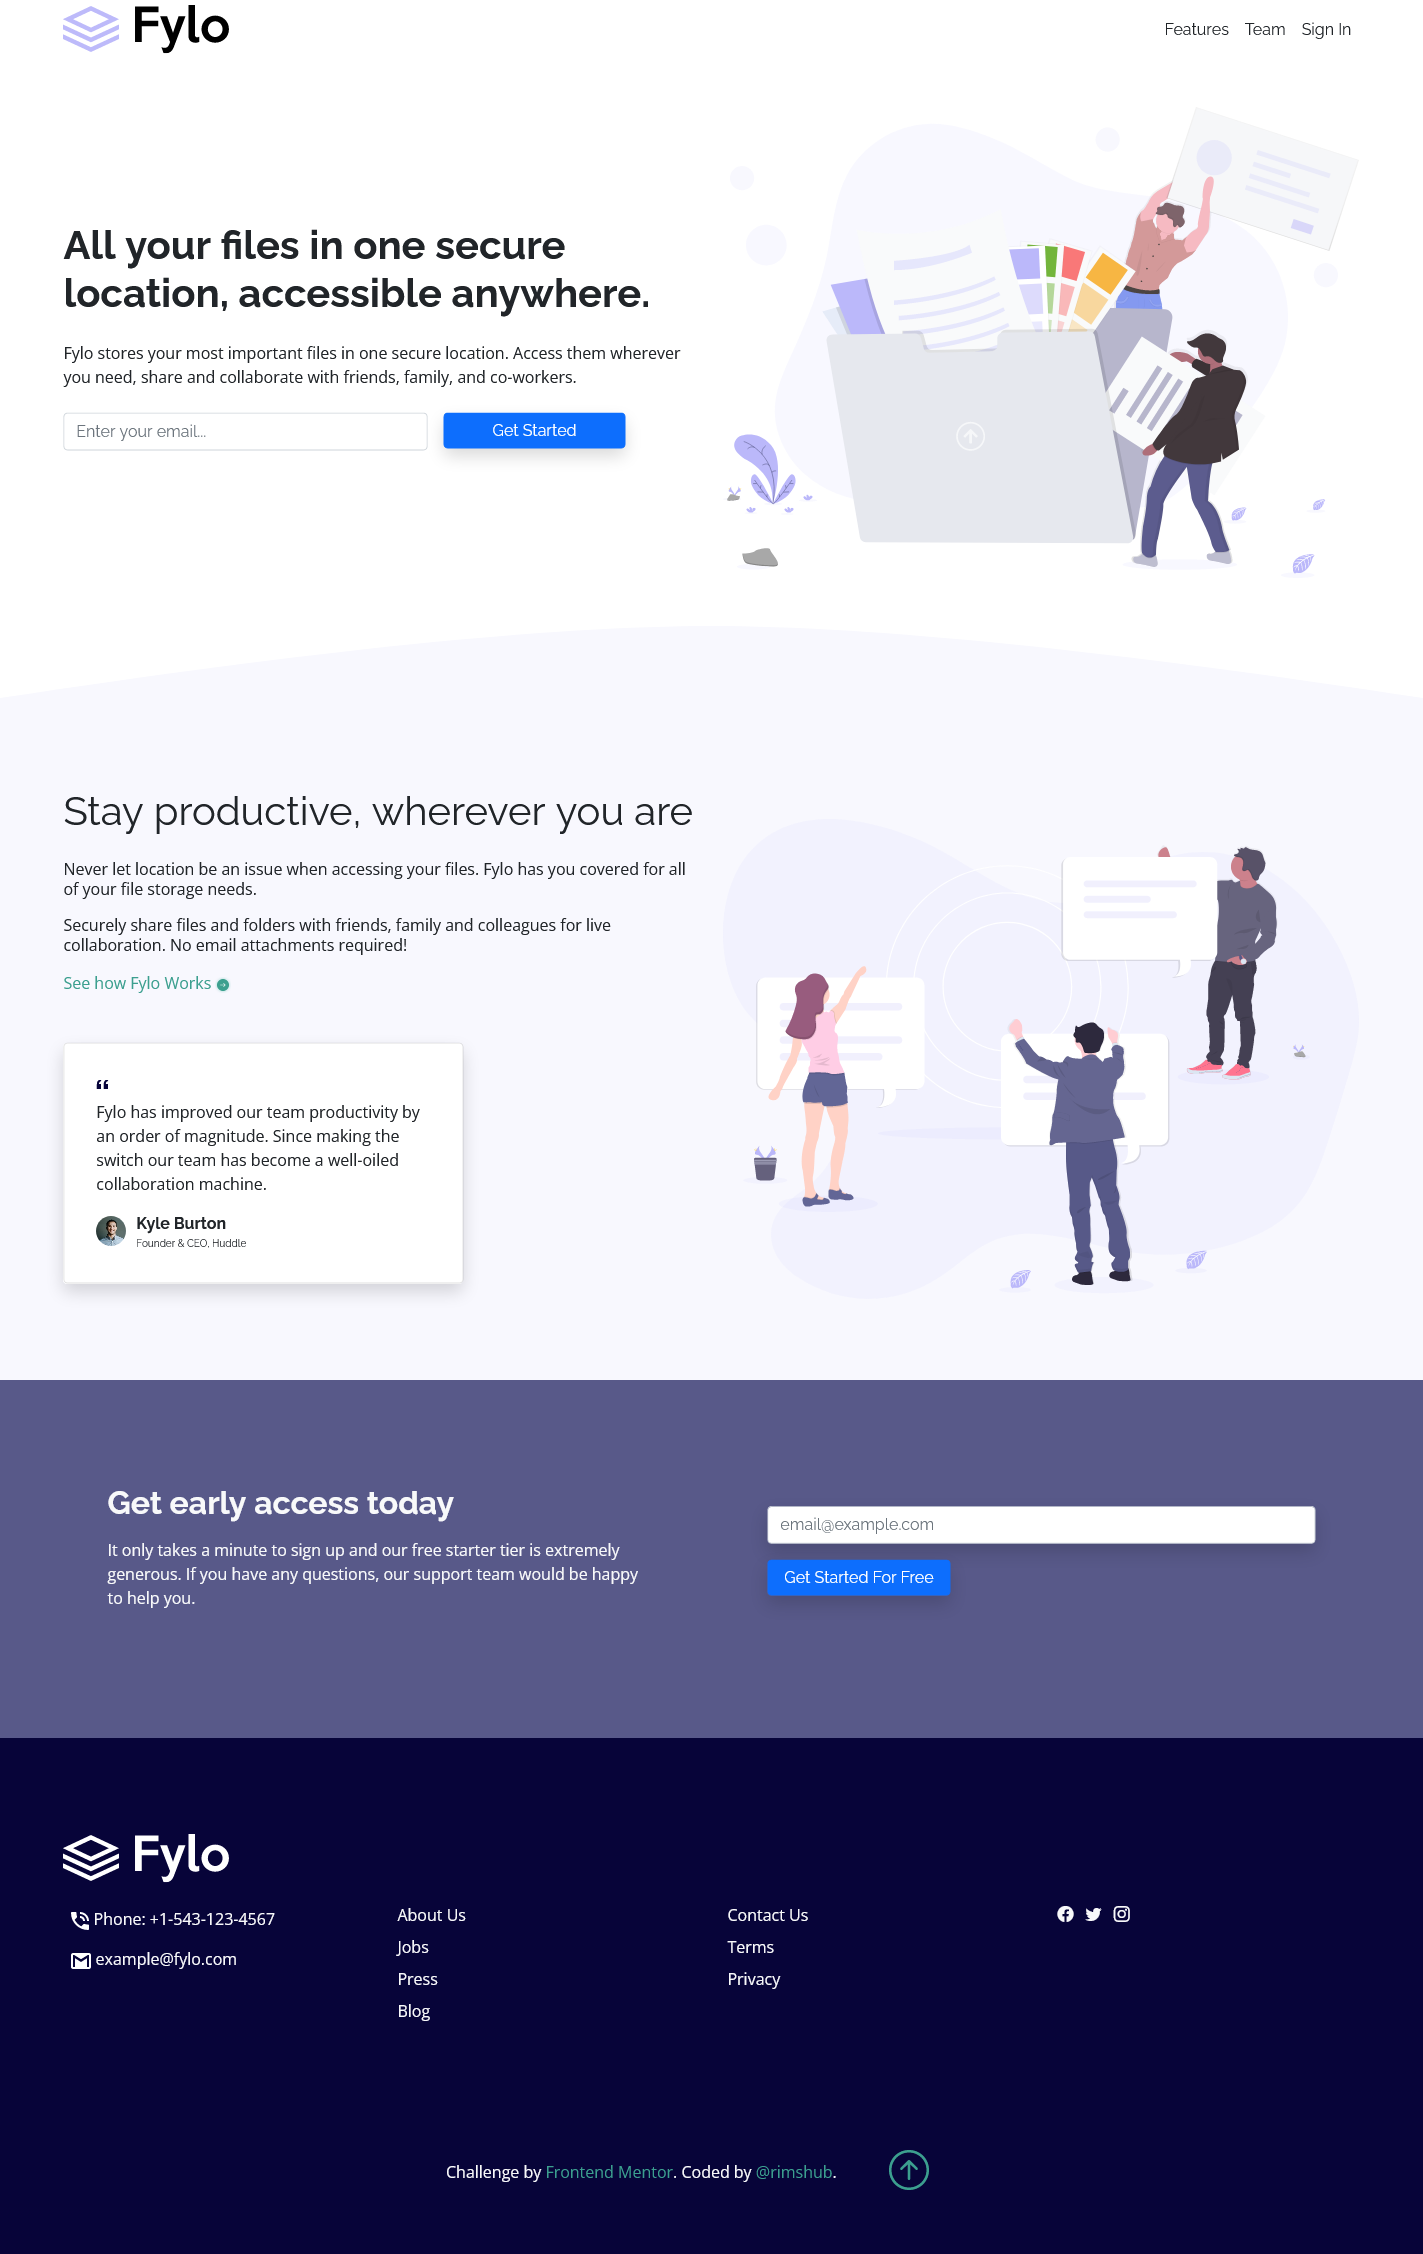 Fylo
Features Team Sign In
All your files in one secure
location, accessible anywhere.
Fylo stores your most important files in one secure location. Access them wherever
you need, share and collaborate with friends, family, and co-workers.
Enter your email...
Get Started
Stay productive, wherever you are
Never let location be an issue when accessing your files. Fylo has you covered for all
of your file storage needs.
Securely share files and folders with friends, family and colleagues for live
collaboration. No email attachments required!
See how Fylo Works
“
Fylo has improved our team productivity by
an order of magnitude. Since making the
switch our team has become a well-oiled
collaboration machine.
Kyle Burton
Founder & CEO, Huddle
Get early access today
It only takes a minute to sign up and our free starter tier is extremely
generous. If you have any questions, our support team would be happy
to help you.
email@example.com
Get Started For Free
Fylo
Phone: +1-543-123-4567
example@fylo.com
About Us
Jobs
Press
Blog
Contact Us
Terms
Privacy
Challenge by Frontend Mentor. Coded by @rimshub.